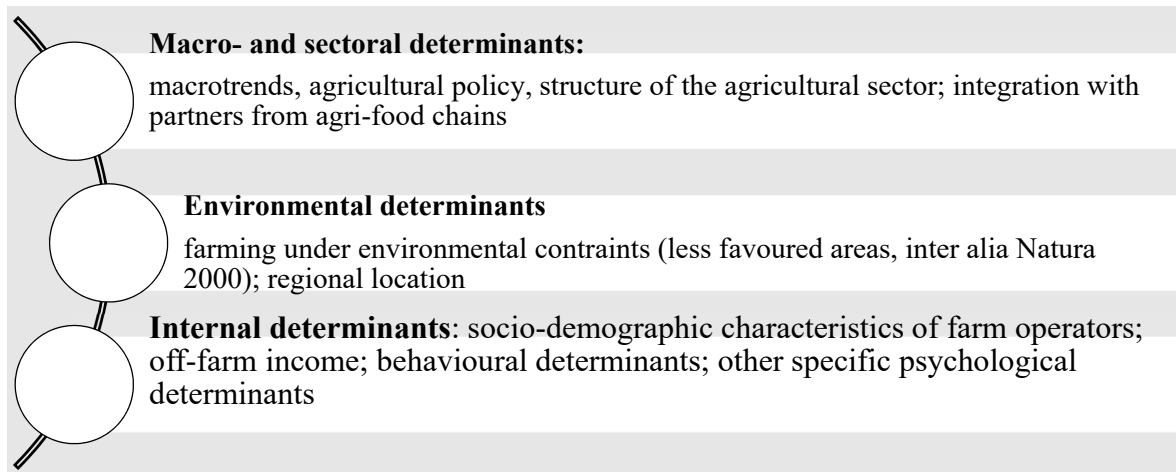 Macro- and sectoral determinants:
macrotrends, agricultural policy, structure of the agricultural sector; integration with
partners from agri-food chains
Environmental determinants
farming under environmental contraints (less favoured areas, inter alia Natura
2000); regional location
Internal determinants: socio-demographic characteristics of farm operators;
off-farm income; behavioural determinants; other specific psychological
determinants